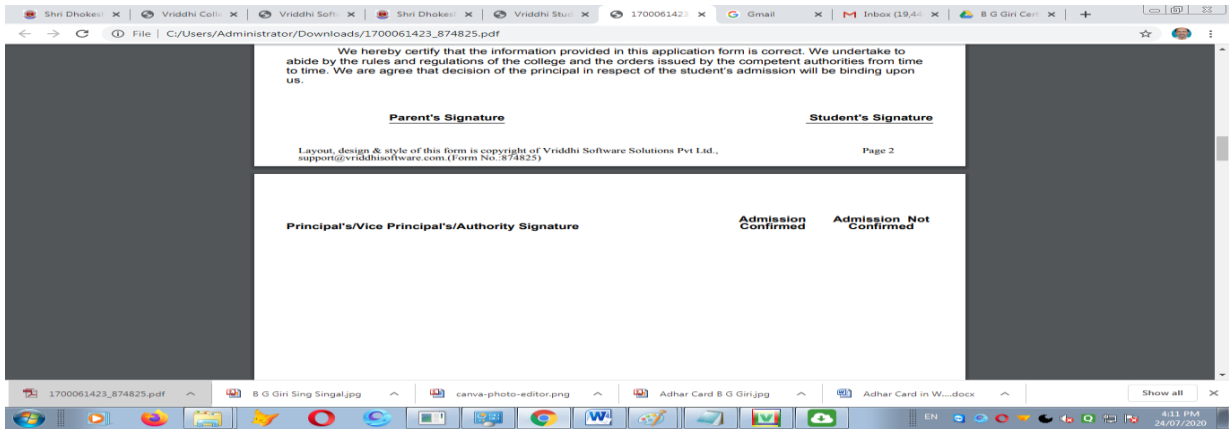 Shri Dhokes Vriddhi Colle Vriddhi Soft Shri Dhokes Vriddhi Stud 1700061423 Gmail Inbox (19,44 B G Giri Cert
File | C:/Users/Administrator/Downloads/1700061423_874825.pdf
We hereby certify that the information provided in this application form is correct. We undertake to
abide by the rules and regulations of the college and the orders issued by the competent authorities from time
to time. We are agree that decision of the principal in respect of the student's admission will be binding upon
us.
Parent's Signature Student's Signature
Layout, design & style of this form is copyright of Vriddhi Software Solutions Pvt Ltd., Page 2
support@vriddhisoftware.com.(Form No.:874825)
Admission Admission Not
Principal's/Vice Principal's/Authority Signature Confirmed Confirmed
1700061423_874825.pdf B G Giri Sing Singal.jpg canva-photo-editor.png Adhar Card B G Giri.jpg Adhar Card in W....docx Show all
EN 4:11 PM
24/07/2020